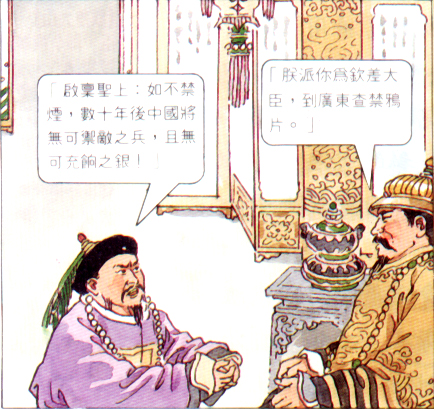 「啟稟聖上：如不禁
煙，數十年後中國將
無可禦敵之兵，且無
可充餉之銀！」
「朕派你爲欽差大
臣，到廣東查禁鴉
片。」